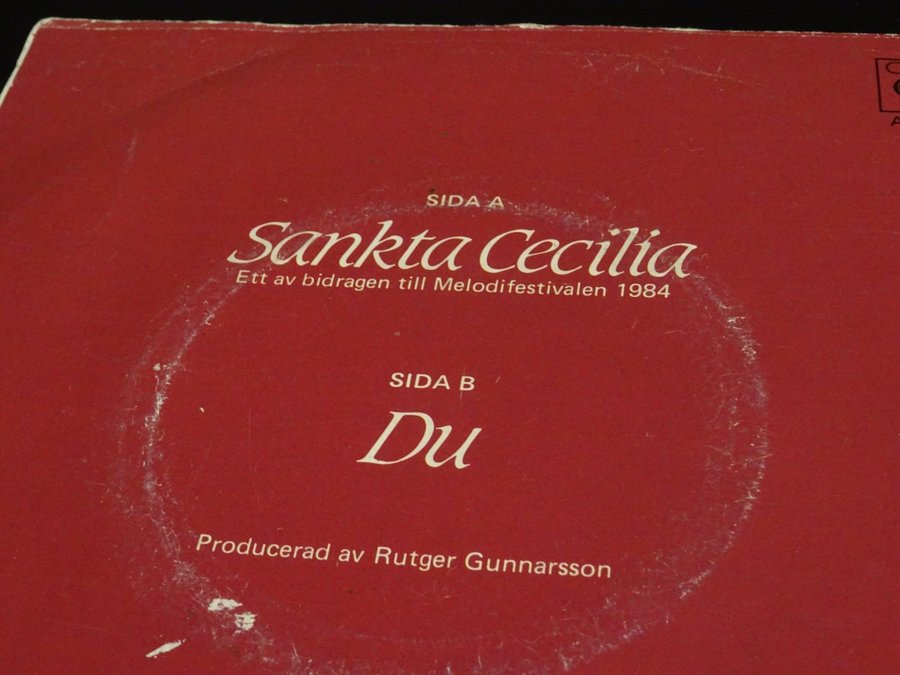 SIDA A
Sankta Cecilia
Ett av bidragen till Melodifestivalen 1984
SIDA B
Du
Producerad av Rutger Gunnarsson